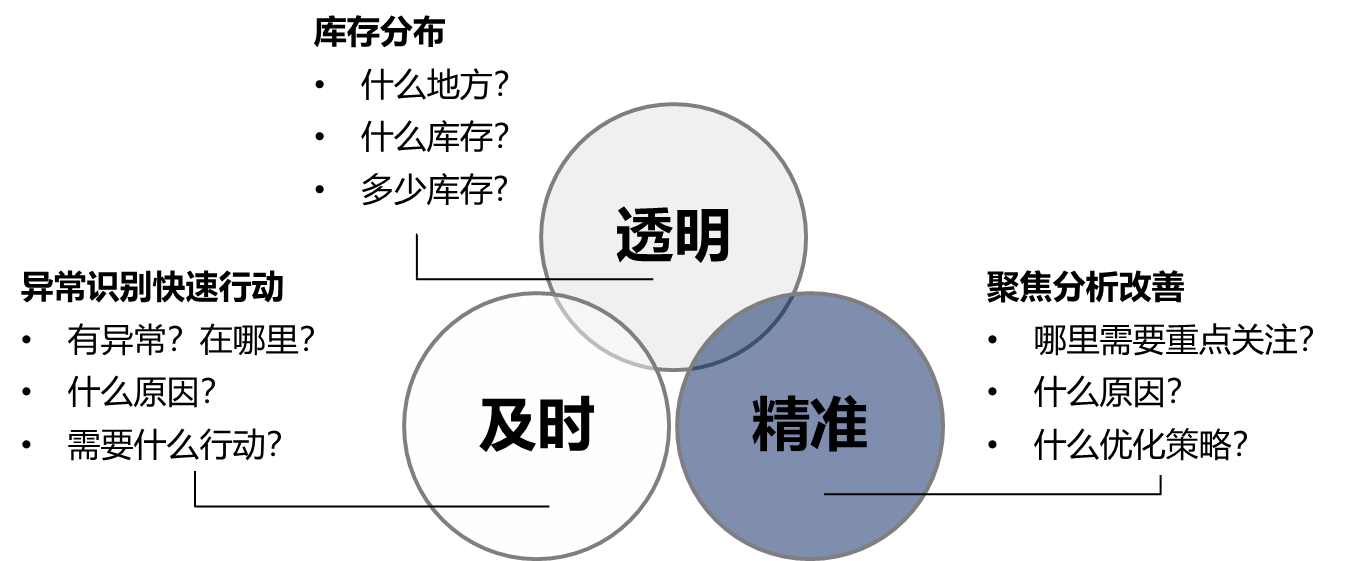 库存分布
• 什么地方?
• 什么库存?
• 多少库存?
透明
异常识别快速行动
• 有异常？在哪里？
• 什么原因?
• 需要什么行动?
及时
精准
聚焦分析改善
• 哪里需要重点关注?
• 什么原因?
• 什么优化策略?